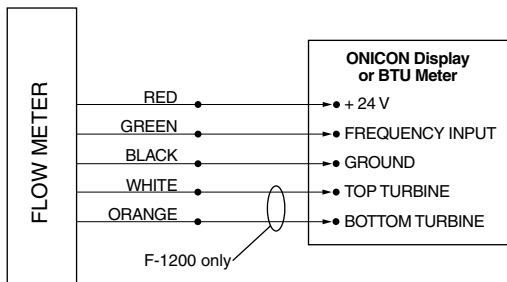 ONICON Display
or BTU Meter
FLOW METER
RED
+ 24 V
GREEN
FREQUENCY INPUT
BLACK
GROUND
WHITE
TOP TURBINE
ORANGE
BOTTOM TURBINE
F-1200 only